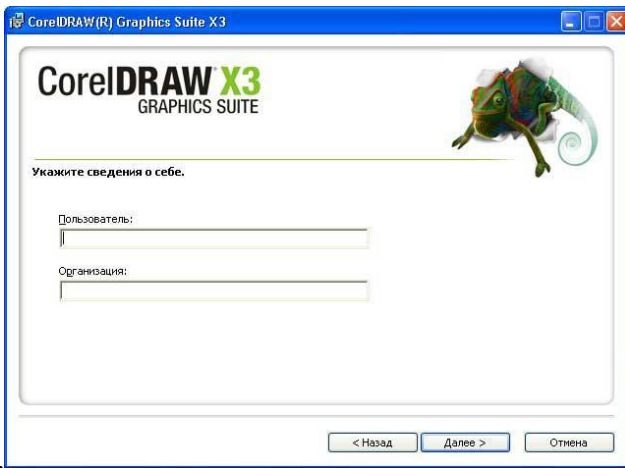 CorelDRAW(R) Graphics Suite X3
CorelDRAW X3
GRAPHICS SUITE
Укажите сведения о себе.
Пользователь:
Организация:
< Назад
Далее >
Отмена